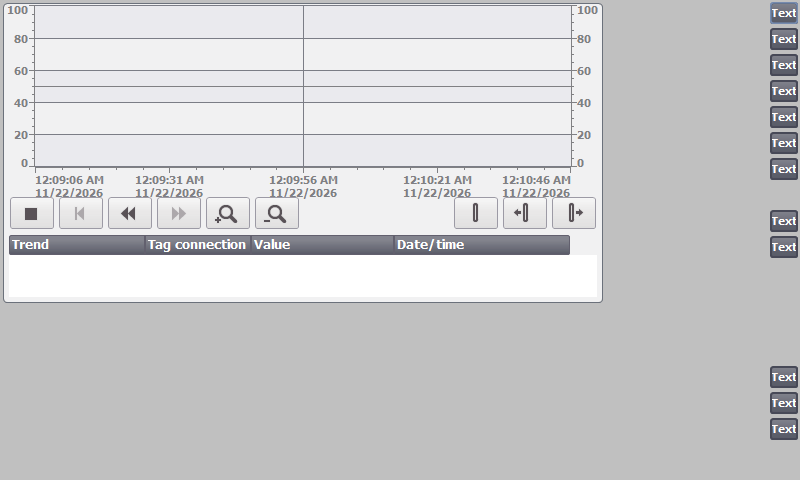 100
100
Text
80
80
Text
60
60
Text
Text
40
40
Text
20
20
Text
0
0
Text
12:09:06 AM 12:09:31 AM 12:09:56 AM 12:10:21 AM 12:10:46 AM
11/22/2026 11/22/2026 11/22/2026 11/22/2026 11/22/2026
Text
Trend Tag connection Value Date/time
Text
Text
Text
Text